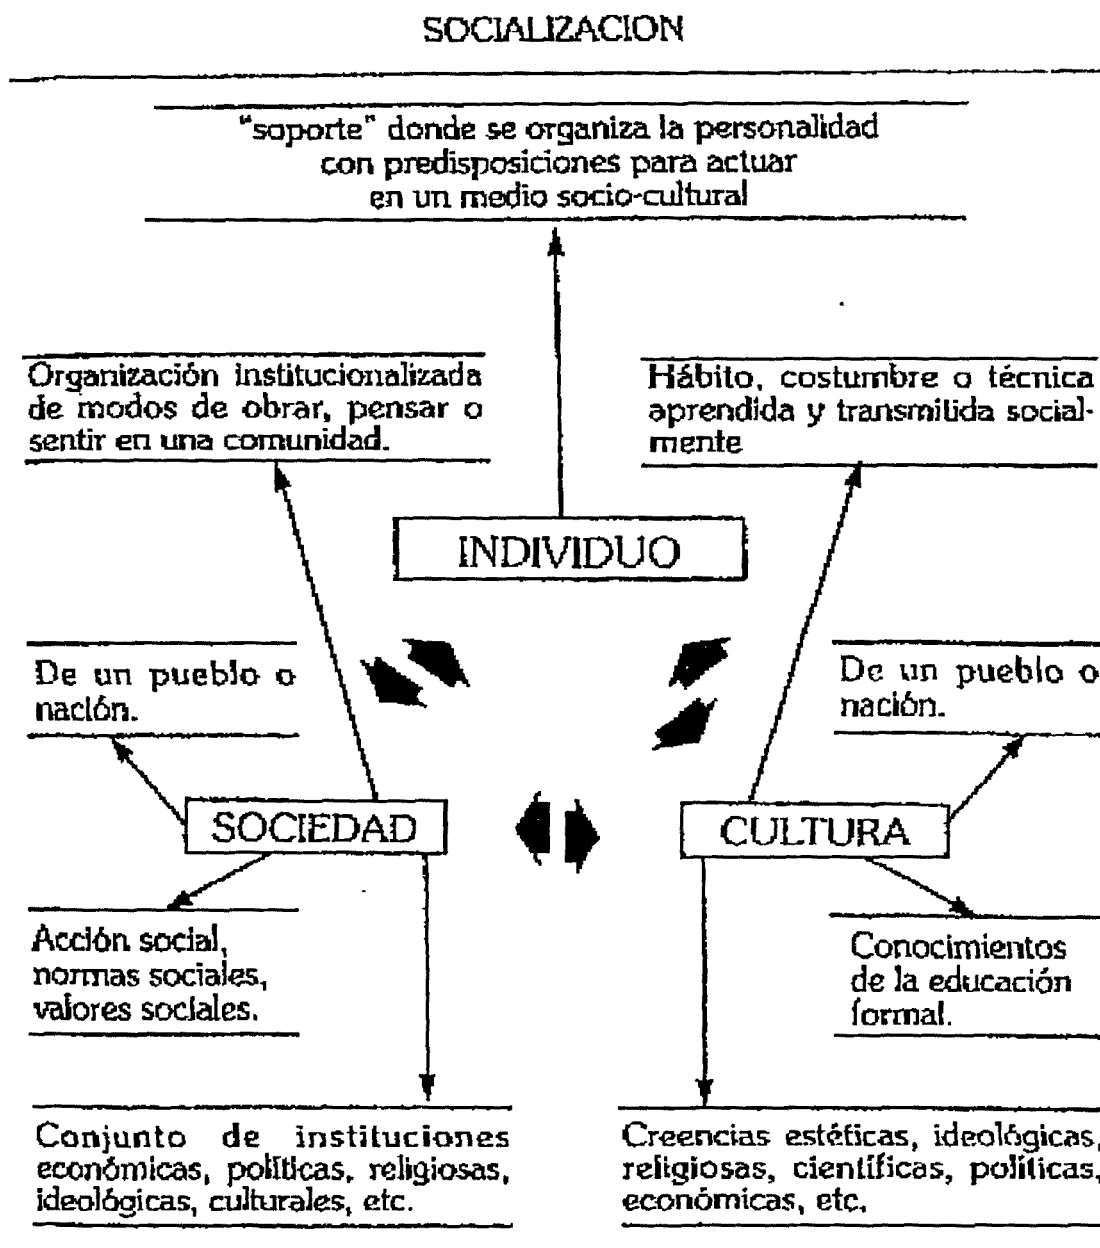 SOCIALIZACION
"soporte" donde se organiza la personalidad
con predisposiciones para actuar
en un medio socio-cultural
Organización institucionalizada
de modos de obrar, pensar o
sentir en una comunidad.
Hábito, costumbre o técnica
aprendida y transmitida social-
mente
INDIVIDUO
De un pueblo o
nación.
De un pueblo o
nación.
SOCIEDAD
CULTURA
Acción social,
normas sociales,
valores sociales.
Conocimientos
de la educación
formal.
Conjunto de instituciones
económicas, políticas, religiosas,
ideológicas, culturales, etc.
Creencias estéticas, ideológicas,
religiosas, científicas, políticas,
económicas, etc.